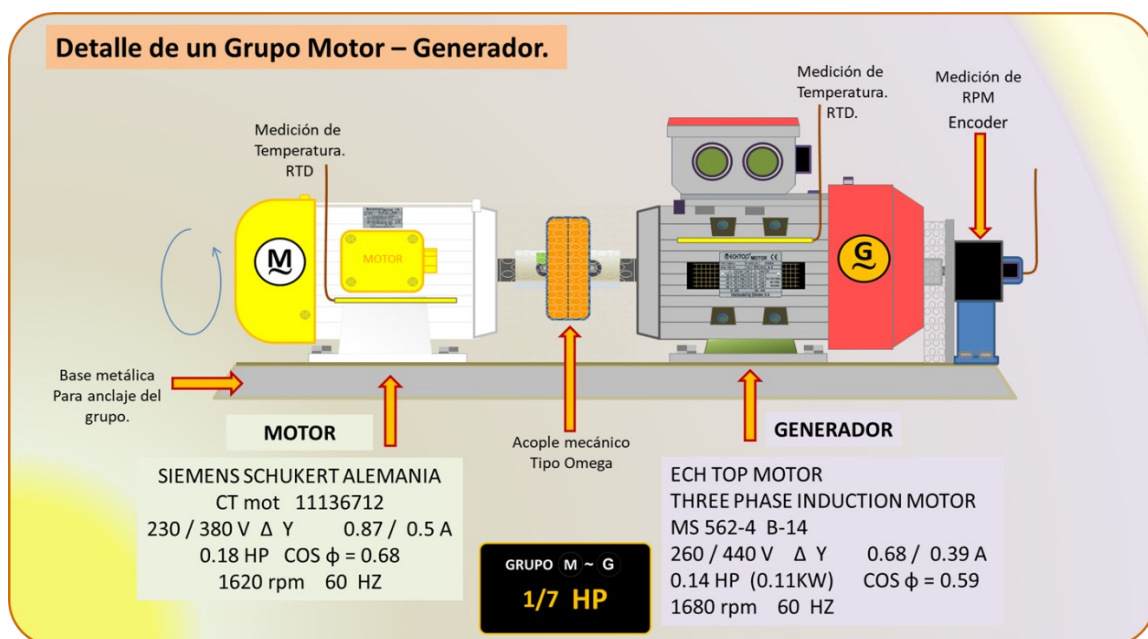 Detalle de un Grupo Motor – Generador.
Medición de
Temperatura.
RTD
Medición de
Temperatura.
RTD.
Medición de
RPM
Encoder
M
~
MOTOR
ECHTOP MOTOR CE
G
~
Base metálica
Para anclaje del
grupo.
MOTOR
SIEMENS SCHUKERT ALEMANIA
CT mot 11136712
230 / 380 V Δ Y 0.87 / 0.5 A
0.18 HP COS ϕ = 0.68
1620 rpm 60 HZ
Acople mecánico
Tipo Omega
GRUPO M ~ G
1/7 HP
GENERADOR
ECH TOP MOTOR
THREE PHASE INDUCTION MOTOR
MS 562-4 B-14
260 / 440 V Δ Y 0.68 / 0.39 A
0.14 HP (0.11KW) COS ϕ = 0.59
1680 rpm 60 HZ